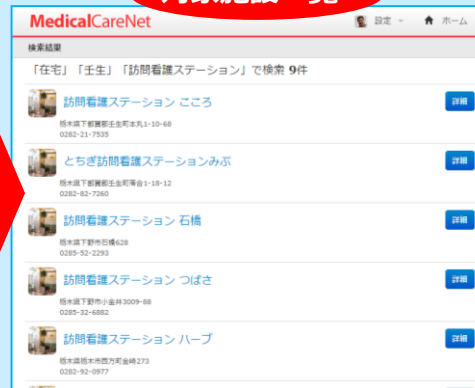 MedicalCareNet
設定
ホーム
検索結果
「在宅」「壬生」「訪問看護ステーション」で検索 9件
訪問看護ステーション こころ
詳細
栃木県下都賀郡壬生町本丸1-10-68
0282-21-7535
とちぎ訪問看護ステーションみぶ
詳細
栃木県下都賀郡壬生町落合1-18-12
0282-82-7260
訪問看護ステーション 石橋
詳細
栃木県下野市石橋628
0285-52-2293
訪問看護ステーション つばさ
詳細
栃木県下野市小金井3009-88
0285-32-6882
訪問看護ステーション ハーブ
詳細
栃木県栃木市西方町金崎273
0282-92-0977